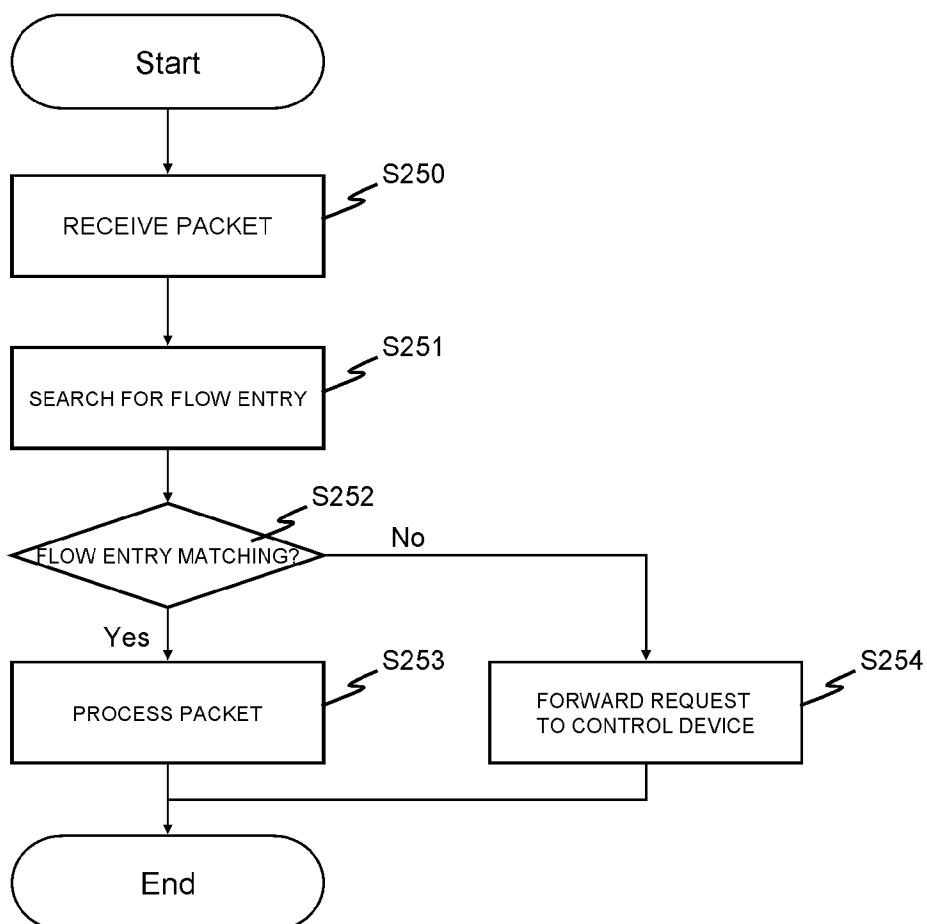 Start
S250
RECEIVE PACKET
S251
SEARCH FOR FLOW ENTRY
S252
FLOW ENTRY MATCHING?
No
Yes
S253
PROCESS PACKET
S254
FORWARD REQUEST
TO CONTROL DEVICE
End